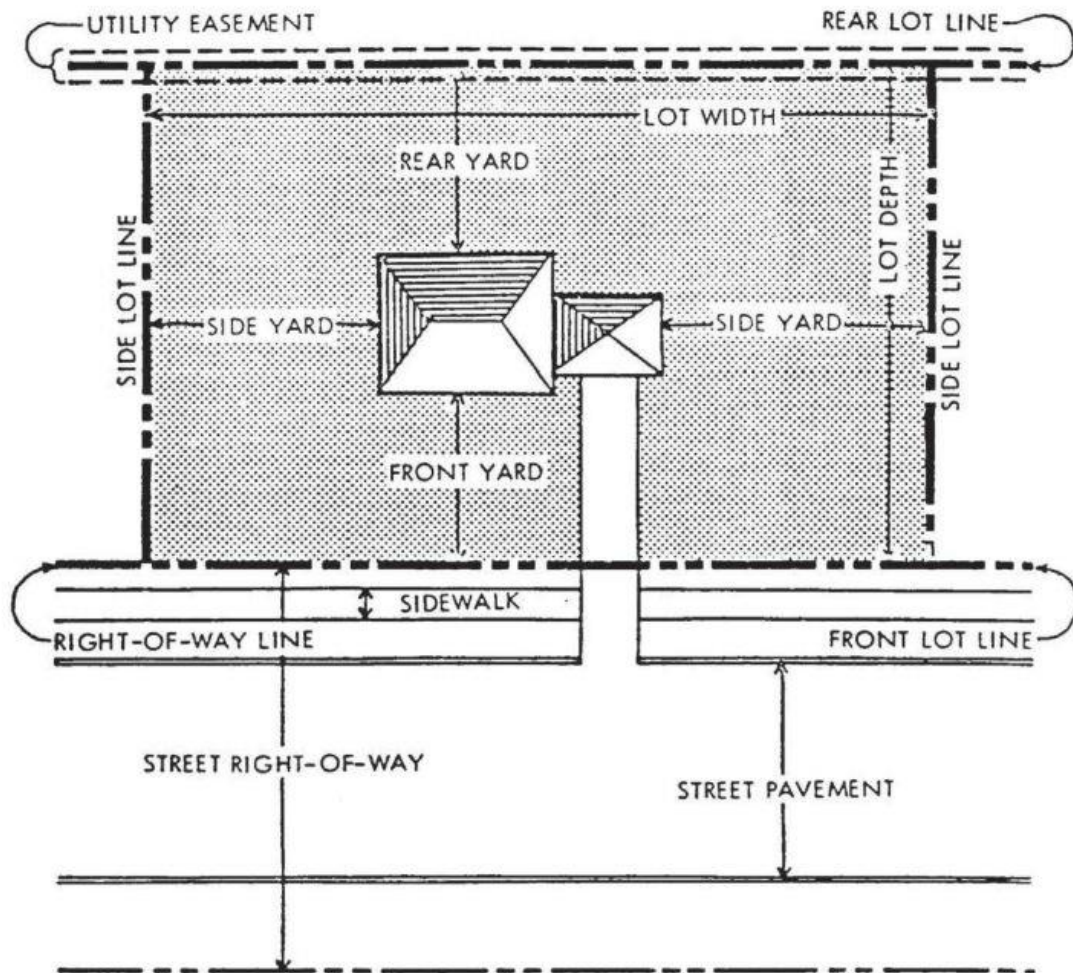 UTILITY EASEMENT
REAR LOT LINE
LOT WIDTH
REAR YARD
LOT DEPTH
SIDE LOT LINE
SIDE YARD
SIDE YARD
SIDE LOT LINE
FRONT YARD
SIDEWALK
RIGHT-OF-WAY LINE
FRONT LOT LINE
STREET RIGHT-OF-WAY
STREET PAVEMENT